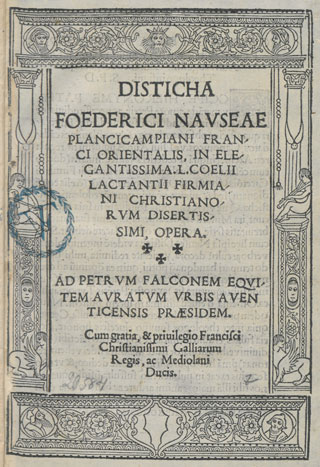 DISTICHA
FOEDERICI NAVSEAE
PLANCICAMPIANI FRAN⸗
CI ORIENTALIS, IN ELE⸗
GANTISSIMA.L.COELII
LACTANTII FIRMIA⸗
NI CHRISTIANO⸗
RVM DISERTIS⸗
SIMI, OPERA.
AD PETRVM FALCONEM EQVI⸗
TEM AVRATVM VRBIS AVEN
TICENSIS PRÆSIDEM.
Cum gratia, & priuilegio Francisci
Christianissimi Galliarum
Regis, ac Mediolani
Ducis.